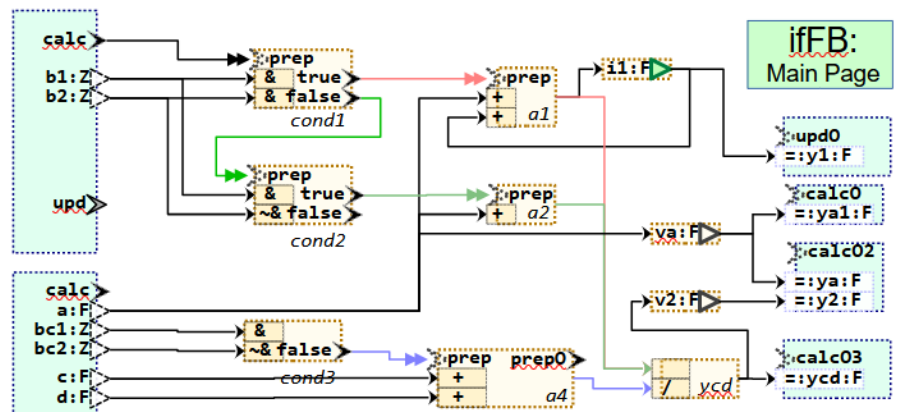 ifFB:
Main Page
calc
b1:Z
b2:Z
upd
prep
& true
& false
cond1
prep
& true
~& false
cond2
prep
+
+
a1
prep
+
a2
i1:F
upd0
=:y1:F
calc0
=:ya1:F
va:F
calc02
=:ya:F
=:y2:F
v2:F
calc
a:F
bc1:Z
bc2:Z
c:F
d:F
&
~& false
cond3
prep prep0
+
+
a4
/ ycd
calc03
=:ycd:F